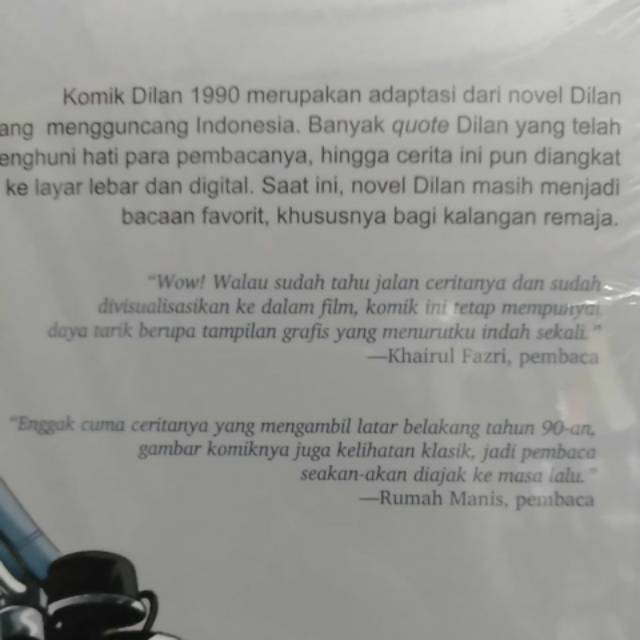 Komik Dilan 1990 merupakan adaptasi dari novel Dilan
ang mengguncang Indonesia. Banyak quote Dilan yang telah
enghuni hati para pembacanya, hingga cerita ini pun diangkat
ke layar lebar dan digital. Saat ini, novel Dilan masih menjadi
bacaan favorit, khususnya bagi kalangan remaja.
"Wow! Walau sudah tahu jalan ceritanya dan sudah
divisualisasikan ke dalam film, komik ini tetap mempunyai
daya tarik berupa tampilan grafis yang menurutku indah sekali."
—Khairul Fazri, pembaca
"Enggak cuma ceritanya yang mengambil latar belakang tahun 90-an,
gambar komiknya juga kelihatan klasik, jadi pembaca
seakan-akan diajak ke masa lalu."
—Rumah Manis, pembaca